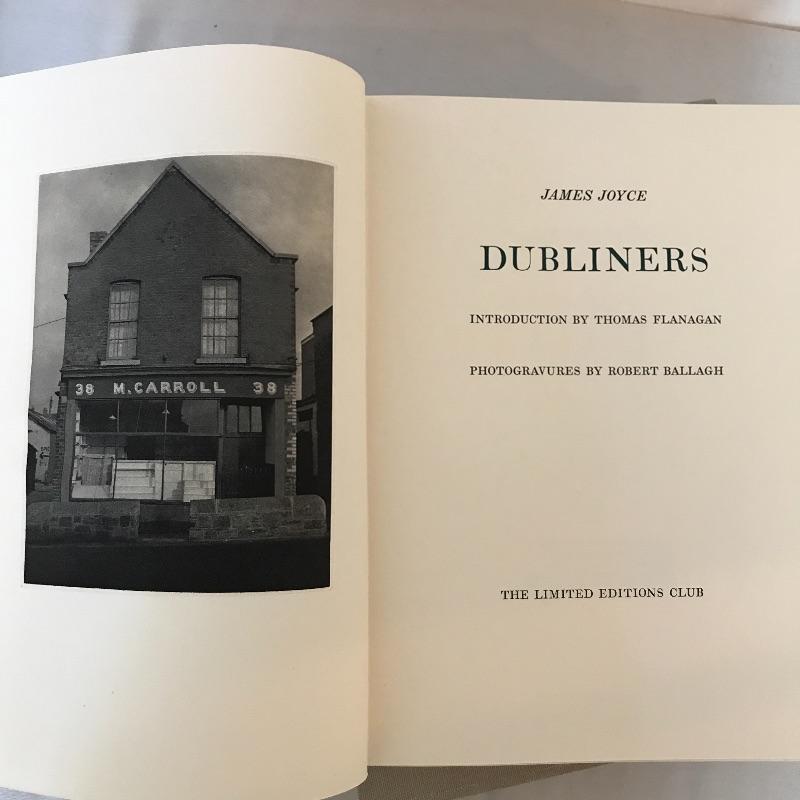 38 M. CARROLL 38
JAMES JOYCE
DUBLINERS
INTRODUCTION BY THOMAS FLANAGAN
PHOTOGRAVURES BY ROBERT BALLAGH
THE LIMITED EDITIONS CLUB